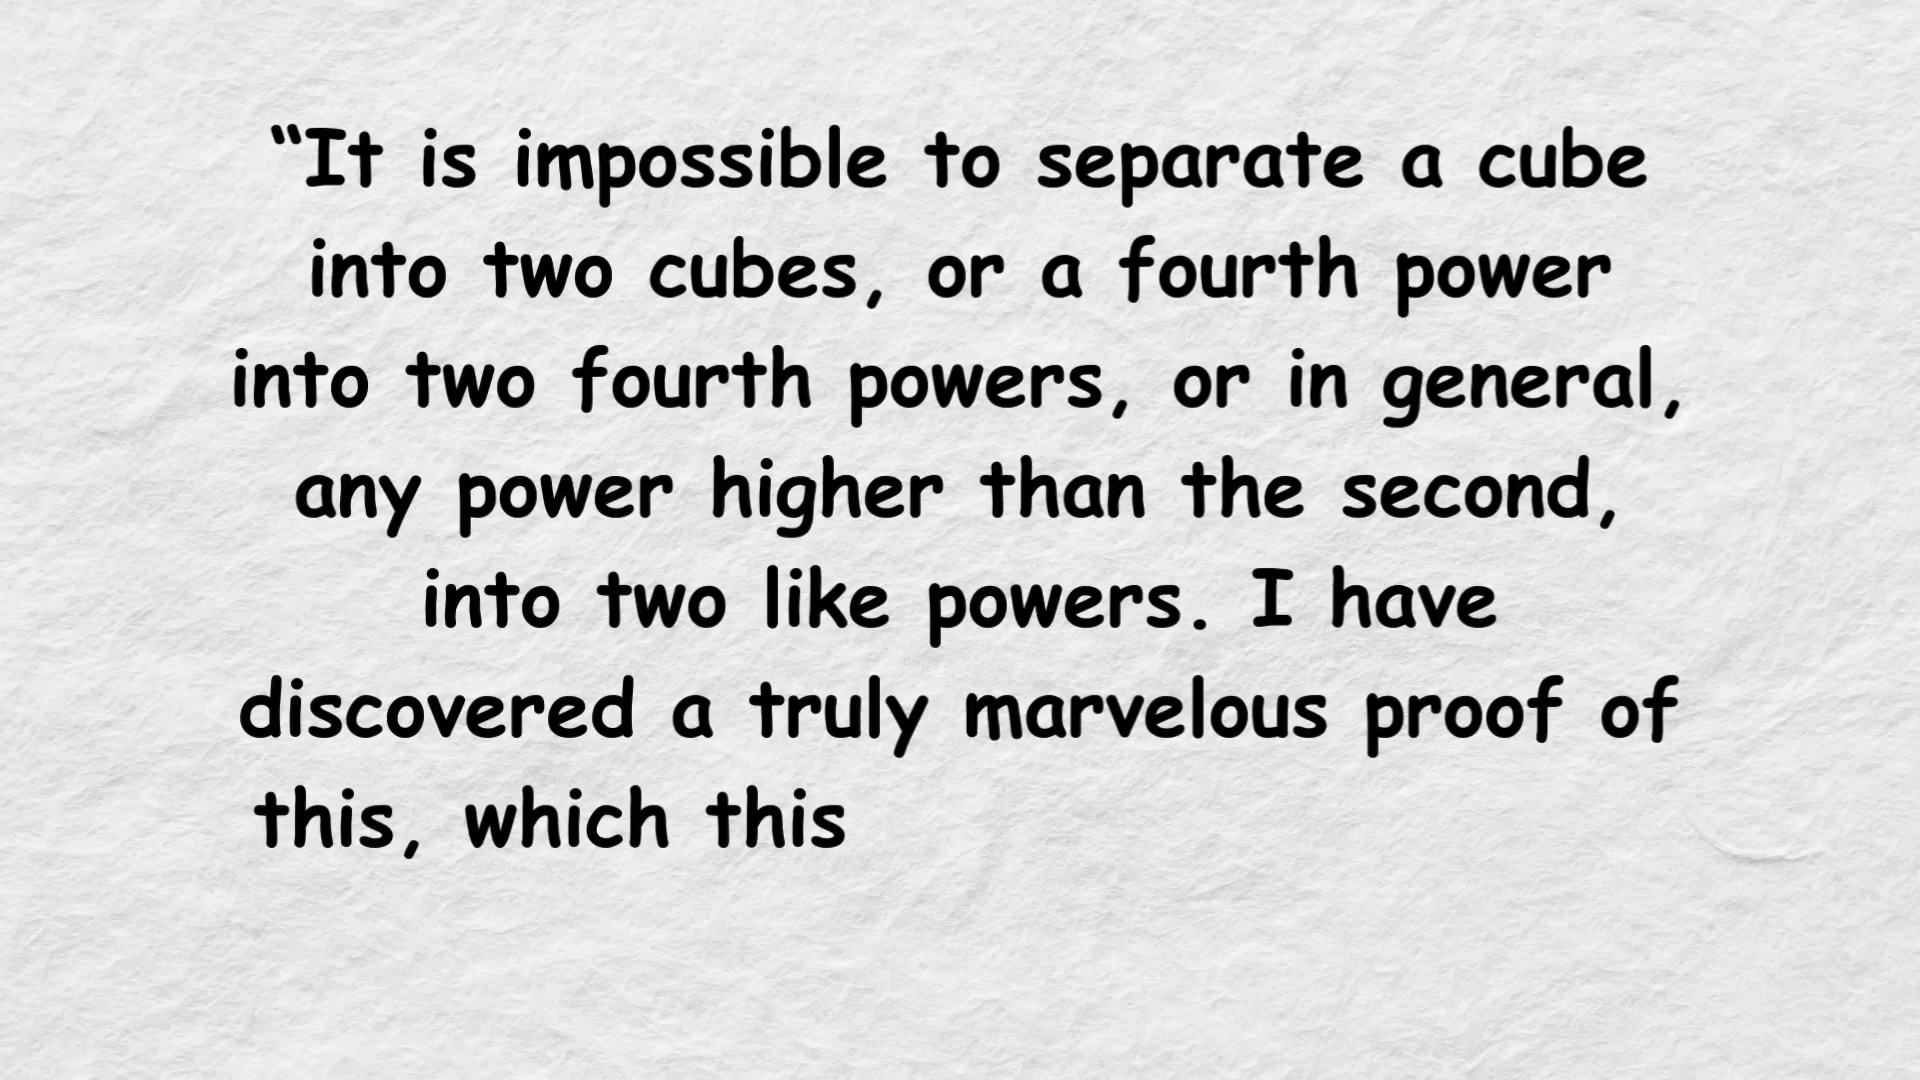 “It is impossible to separate a cube
into two cubes, or a fourth power
into two fourth powers, or in general,
any power higher than the second,
into two like powers. I have
discovered a truly marvelous proof of
this, which this